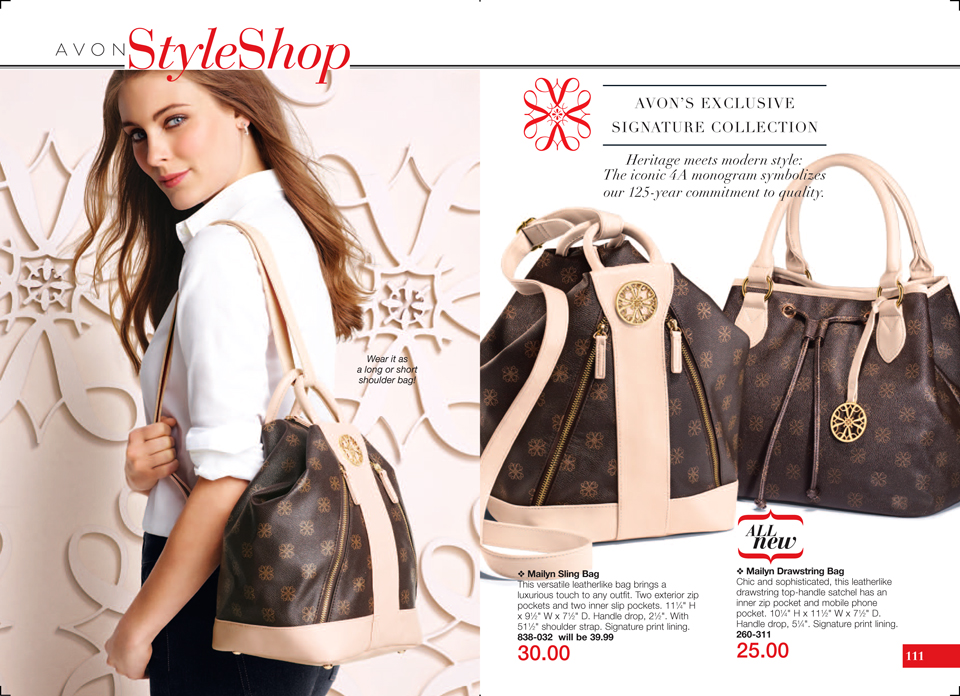 AVON StyleShop
Wear it as
a long or short
shoulder bag!
AVON'S EXCLUSIVE
SIGNATURE COLLECTION
Heritage meets modern style:
The iconic 4A monogram symbolizes
our 125-year commitment to quality.
❖ Mailyn Sling Bag
This versatile leatherlike bag brings a
luxurious touch to any outfit. Two exterior zip
pockets and two inner slip pockets. 11¼" H
x 9½" W x 7½" D. Handle drop, 2½". With
51½" shoulder strap. Signature print lining.
838-032 will be 39.99
30.00
ALL
new
❖ Mailyn Drawstring Bag
Chic and sophisticated, this leatherlike
drawstring top-handle satchel has an
inner zip pocket and mobile phone
pocket. 10¼" H x 11½" W x 7½" D.
Handle drop, 5¼". Signature print lining.
260-311
25.00
111